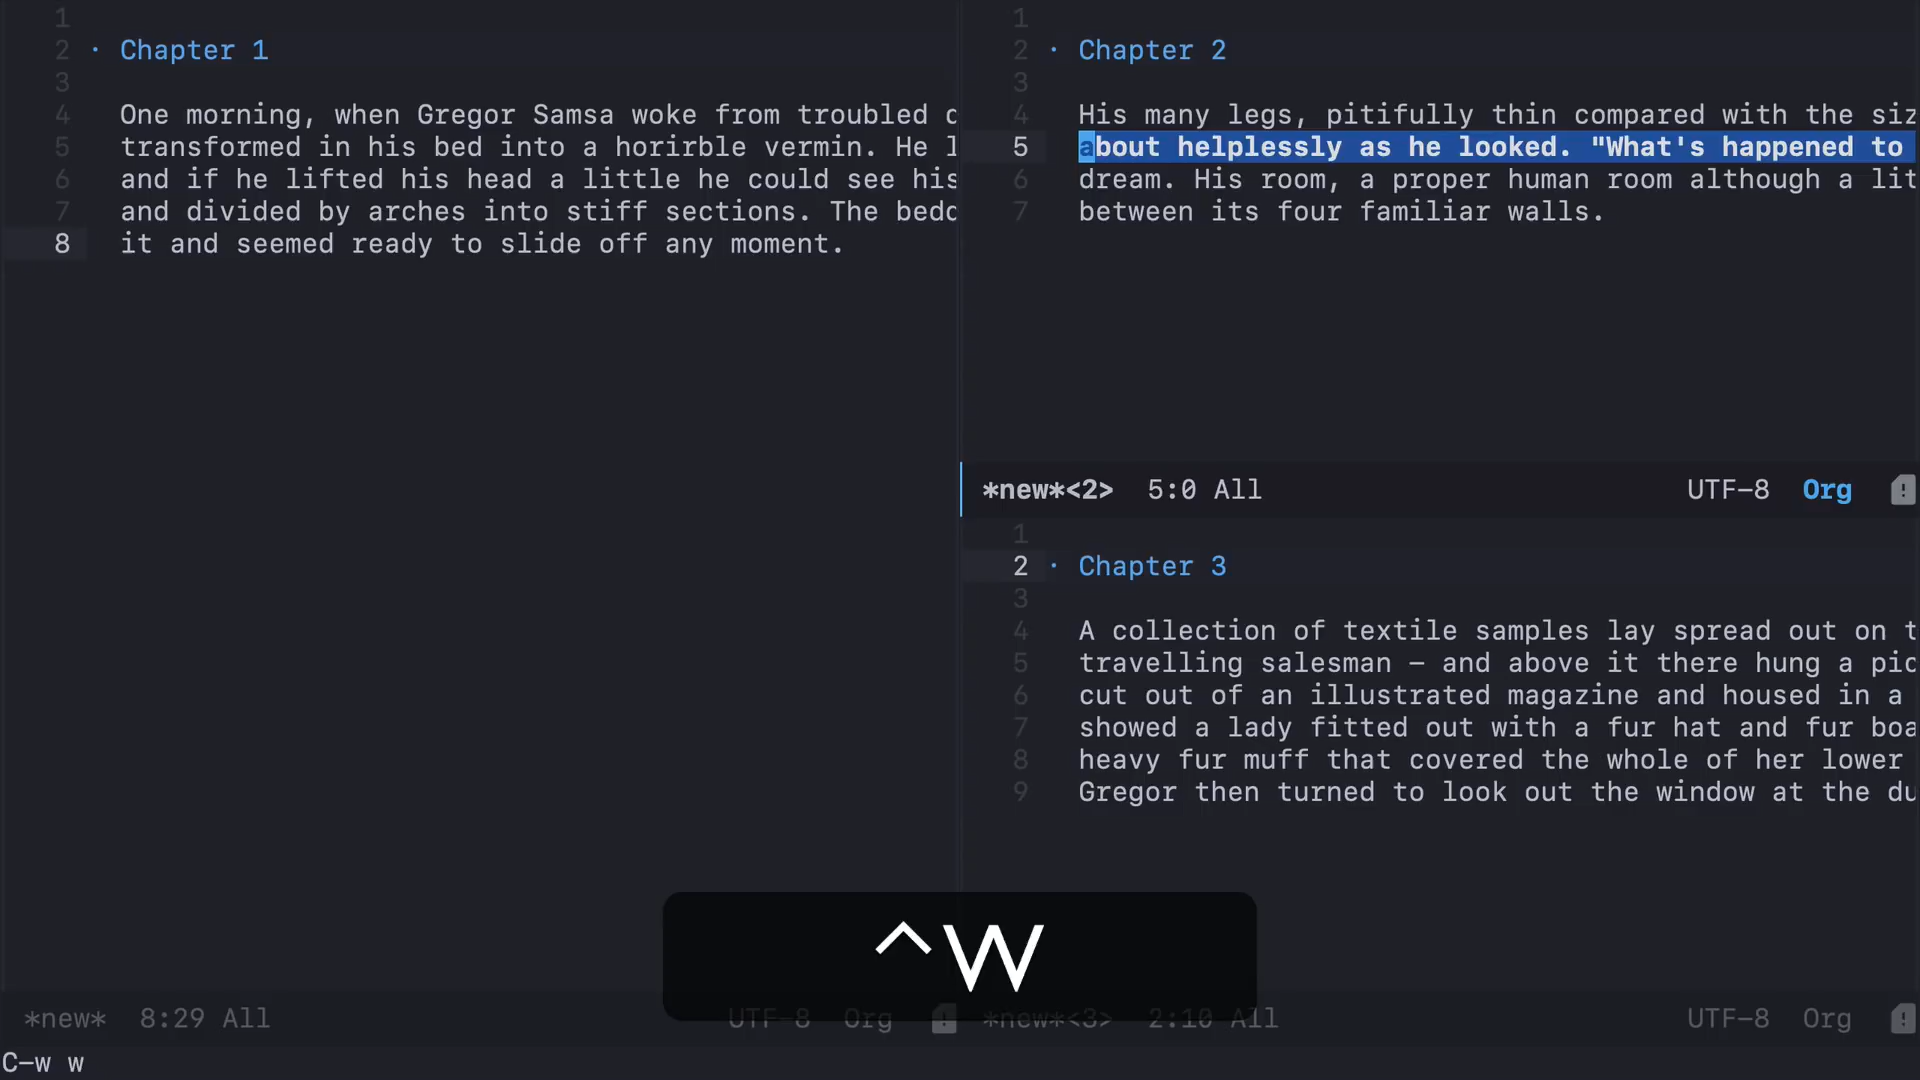 1
2 · Chapter 1
3
4 One morning, when Gregor Samsa woke from troubled
5 transformed in his bed into a horirble vermin. He l
6 and if he lifted his head a little he could see his
7 and divided by arches into stiff sections. The bedd
8 it and seemed ready to slide off any moment.
*new* 8:29 All UTF-8 Org
1
2 · Chapter 2
3
4 His many legs, pitifully thin compared with the siz
5 about helplessly as he looked. "What's happened to
6 dream. His room, a proper human room although a lit
7 between its four familiar walls.
*new*<2> 5:0 All UTF-8 Org
1
2 · Chapter 3
3
4 A collection of textile samples lay spread out on t
5 travelling salesman – and above it there hung a pic
6 cut out of an illustrated magazine and housed in a
7 showed a lady fitted out with a fur hat and fur boa
8 heavy fur muff that covered the whole of her lower
9 Gregor then turned to look out the window at the du
*new*<3> 2:10 All UTF-8 Org
^W
C-w w